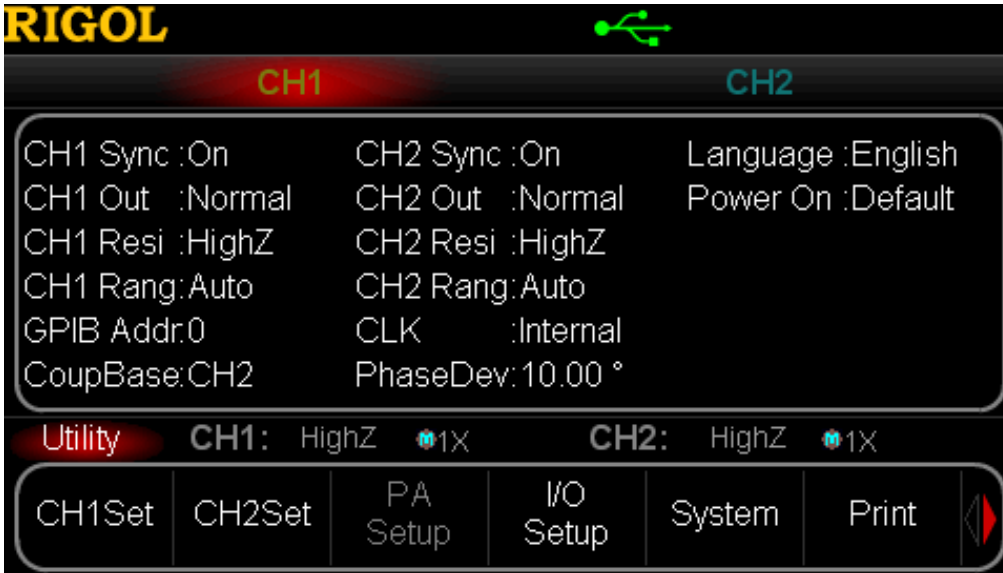 RIGOL
CH1 CH2
CH1 Sync :On CH2 Sync :On Language :English
CH1 Out :Normal CH2 Out :Normal Power On :Default
CH1 Resi :HighZ CH2 Resi :HighZ
CH1 Rang:Auto CH2 Rang:Auto
GPIB Addr:0 CLK :Internal
CoupBase:CH2 PhaseDev:10.00 °
Utility CH1: HighZ M 1X CH2: HighZ M 1X
CH1Set CH2Set PA Setup I/O Setup System Print